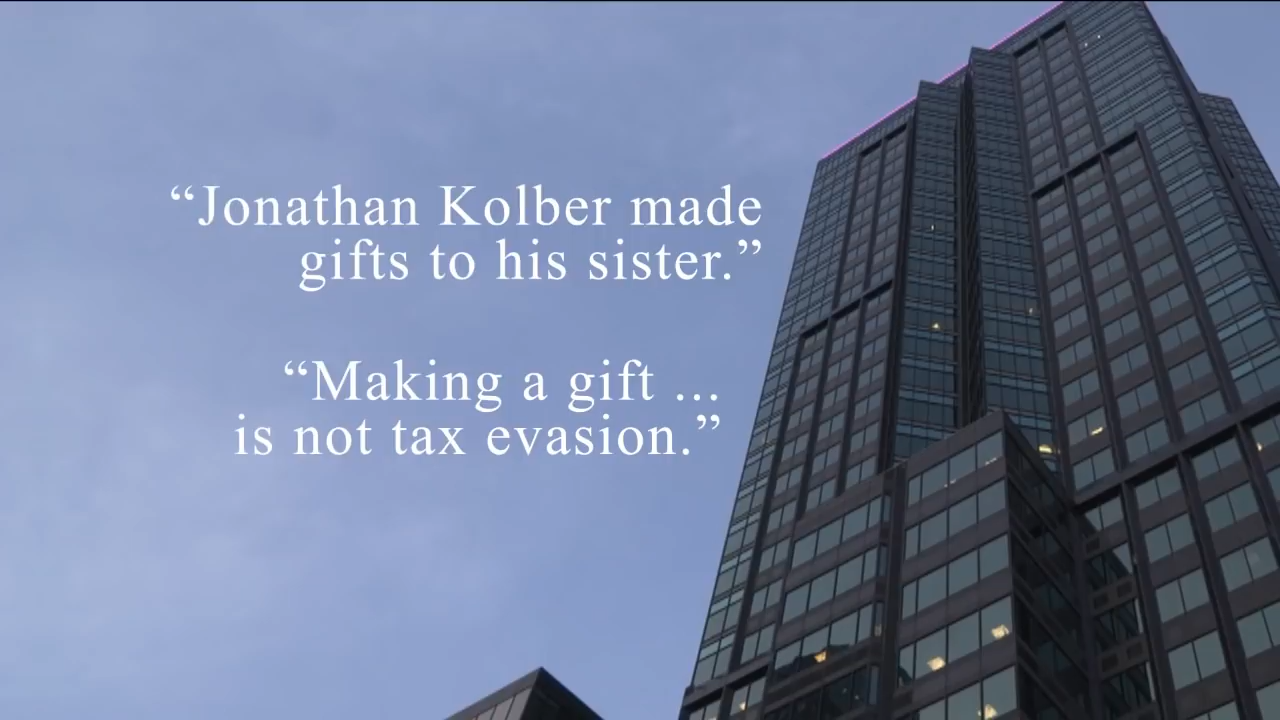 “Jonathan Kolber made
gifts to his sister.”
“Making a gift ...
is not tax evasion.”